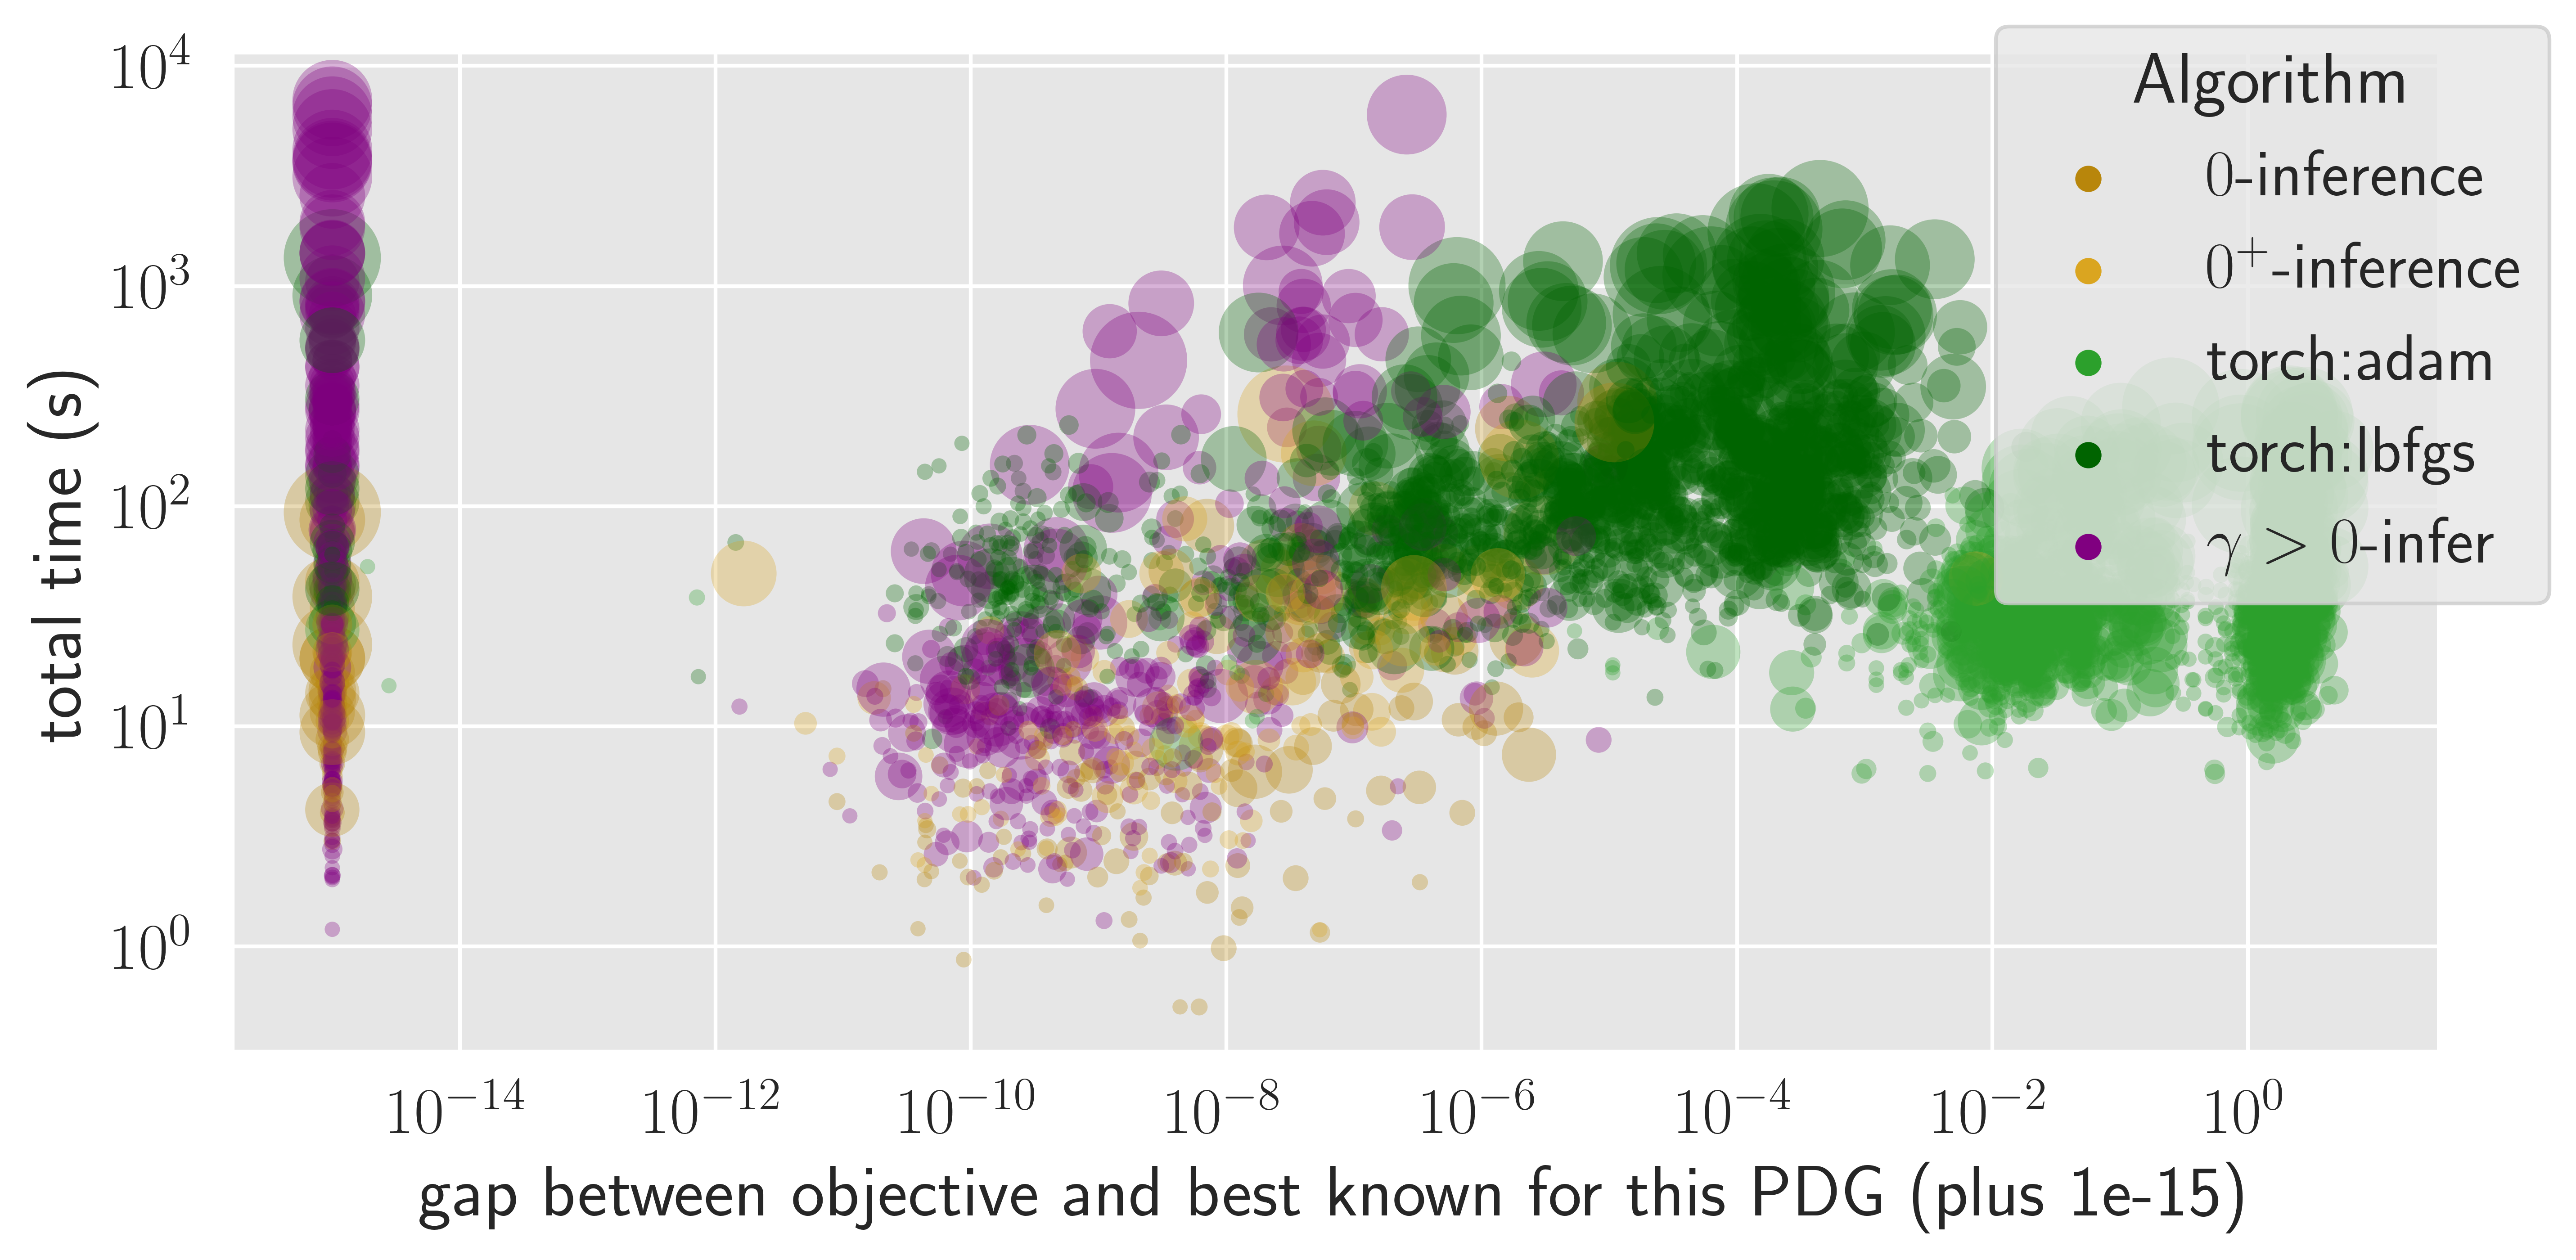 total time (s)
10⁴
10³
10²
10¹
10⁰
10⁻¹⁴
10⁻¹²
10⁻¹⁰
10⁻⁸
10⁻⁶
10⁻⁴
10⁻²
10⁰
gap between objective and best known for this PDG (plus 1e-15)
Algorithm
0-inference
0⁺-inference
torch:adam
torch:lbfgs
γ > 0-infer